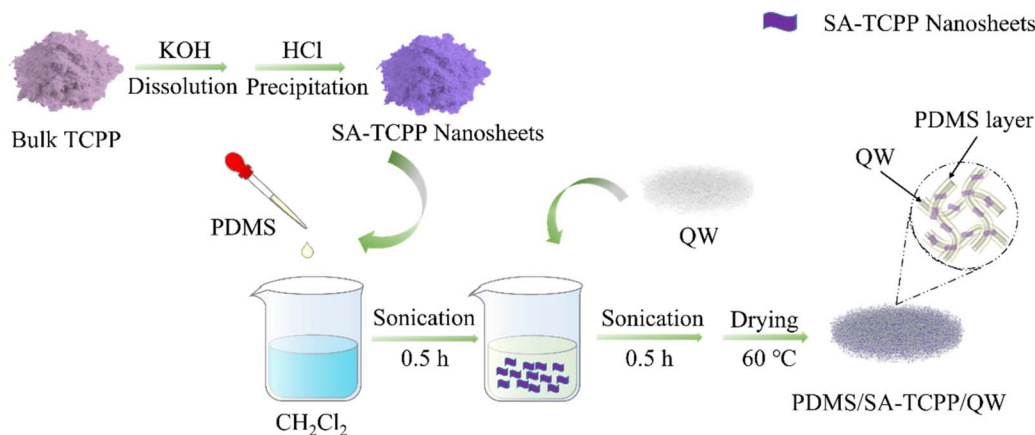 SA-TCPP Nanosheets
KOH
Dissolution
HCl
Precipitation
Bulk TCPP
SA-TCPP Nanosheets
PDMS layer
QW
PDMS
QW
Sonication
0.5 h
Sonication
0.5 h
Drying
60 °C
CH₂Cl₂
PDMS/SA-TCPP/QW